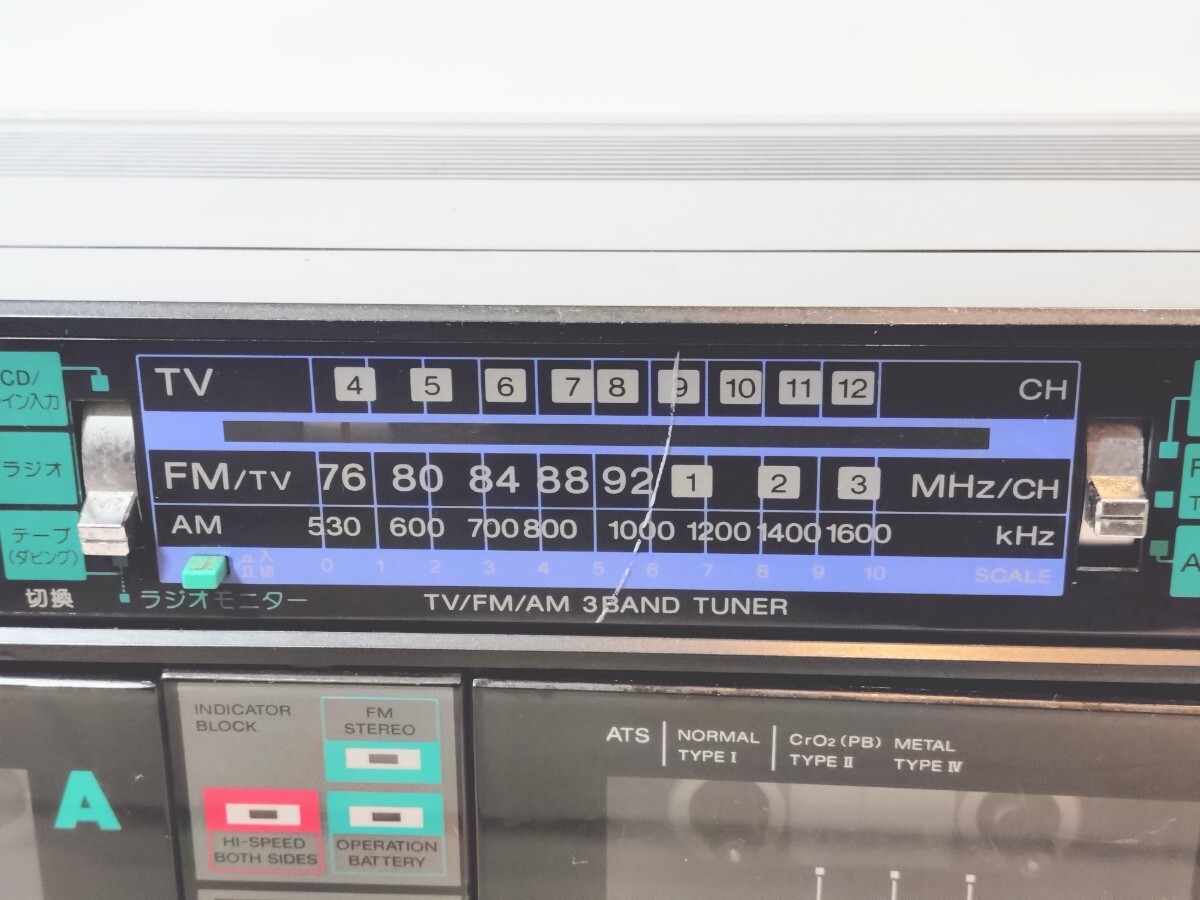 CD/
イン入力
ラジオ
テープ
(ダビング)
切換
TV 4 5 6 7 8 9 10 11 12 CH
FM/TV 76 80 84 88 92 1 2 3 MHz/CH
AM 530 600 700 800 1000 1200 1400 1600 kHz
入
切 0 1 2 3 4 5 6 7 8 9 10 SCALE
ラジオモニター
TV/FM/AM 3BAND TUNER
F
T
A
A
INDICATOR
BLOCK
FM
STEREO
HI-SPEED
BOTH SIDES
OPERATION
BATTERY
ATS
NORMAL
TYPE I
CrO2 (PB)
TYPE II
METAL
TYPE IV